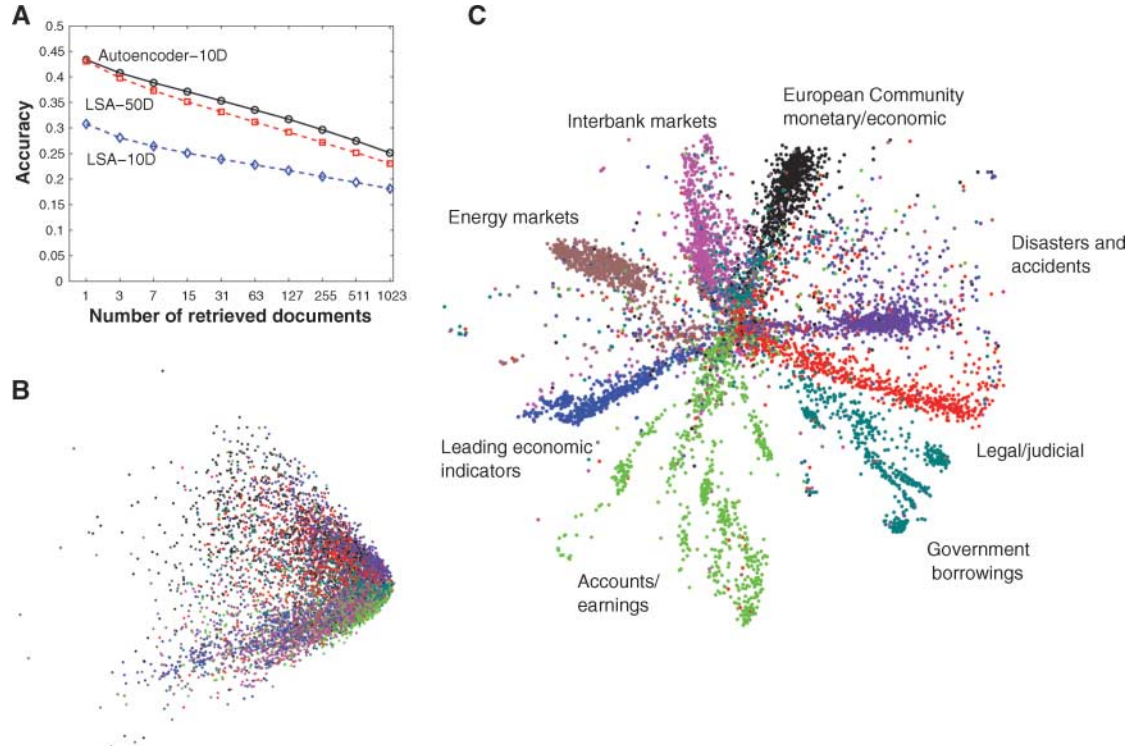 A
0.5
0.45
0.4
0.35
0.3
0.25
0.2
0.15
0.1
0.05
0
Accuracy
Autoencoder–10D
LSA–50D
LSA–10D
1 3 7 15 31 63 127 255 511 1023
Number of retrieved documents
B
C
European Community
monetary/economic
Interbank markets
Energy markets
Disasters and
accidents
Leading economic
indicators
Legal/judicial
Accounts/
earnings
Government
borrowings